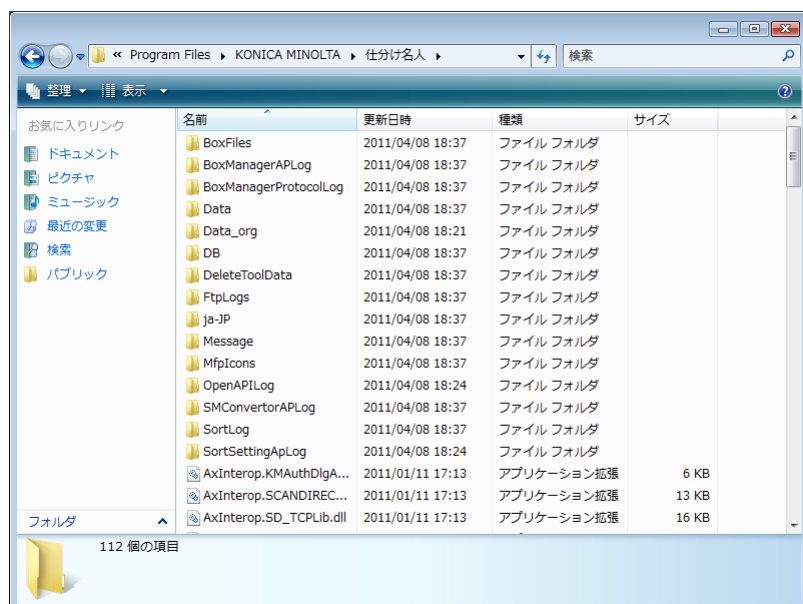 « Program Files ▸ KONICA MINOLTA ▸ 仕分け名人 ▸ 検索
整理 ▼ 表示 ▼
お気に入りリンク
ドキュメント
ピクチャ
ミュージック
最近の変更
検索
パブリック
フォルダ
名前 更新日時 種類 サイズ
BoxFiles 2011/04/08 18:37 ファイル フォルダ
BoxManagerAPLog 2011/04/08 18:37 ファイル フォルダ
BoxManagerProtocolLog 2011/04/08 18:37 ファイル フォルダ
Data 2011/04/08 18:37 ファイル フォルダ
Data_org 2011/04/08 18:21 ファイル フォルダ
DB 2011/04/08 18:37 ファイル フォルダ
DeleteToolData 2011/04/08 18:37 ファイル フォルダ
FtpLogs 2011/04/08 18:37 ファイル フォルダ
ja-JP 2011/04/08 18:37 ファイル フォルダ
Message 2011/04/08 18:37 ファイル フォルダ
MfpIcons 2011/04/08 18:37 ファイル フォルダ
OpenAPILog 2011/04/08 18:24 ファイル フォルダ
SMConvertorAPLog 2011/04/08 18:37 ファイル フォルダ
SortLog 2011/04/08 18:37 ファイル フォルダ
SortSettingApLog 2011/04/08 18:24 ファイル フォルダ
AxInterop.KMAuthDlgA... 2011/01/11 17:13 アプリケーション拡張 6 KB
AxInterop.SCANDIREC... 2011/01/11 17:13 アプリケーション拡張 13 KB
AxInterop.SD_TCPLib.dll 2011/01/11 17:13 アプリケーション拡張 16 KB
112 個の項目